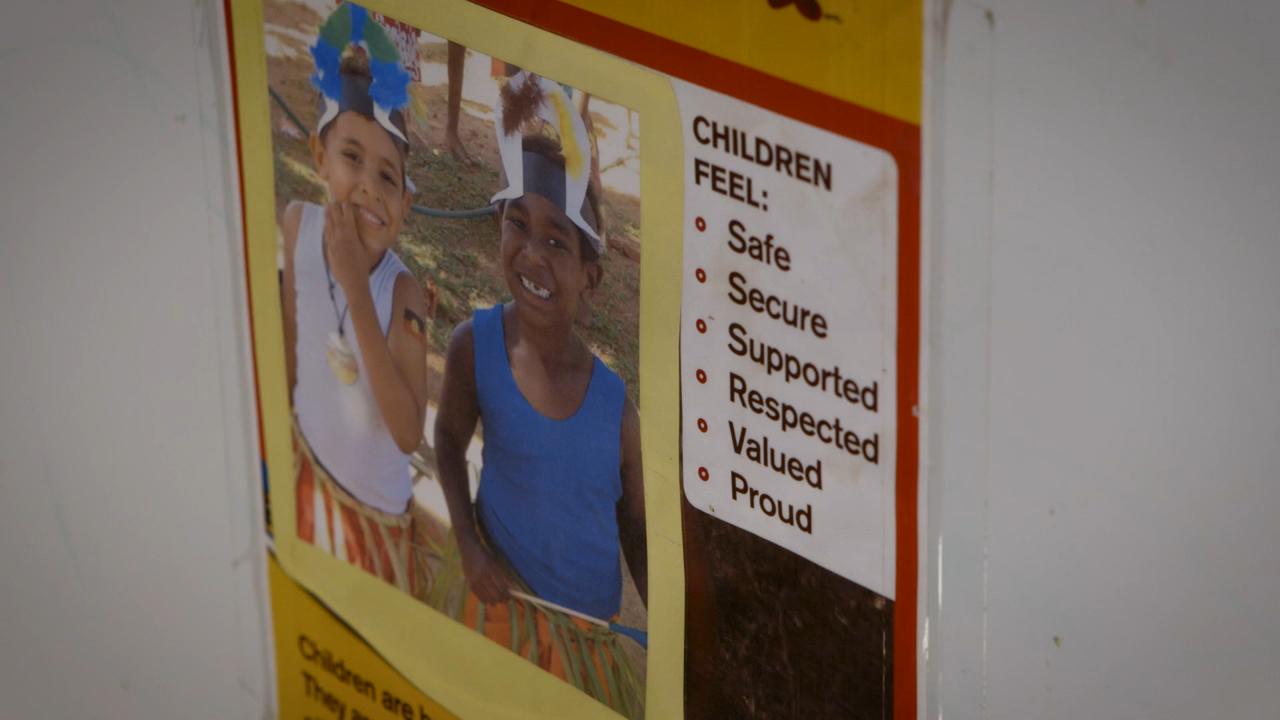 CHILDREN
FEEL:
Safe
Secure
Supported
Respected
Valued
Proud
Children are
They